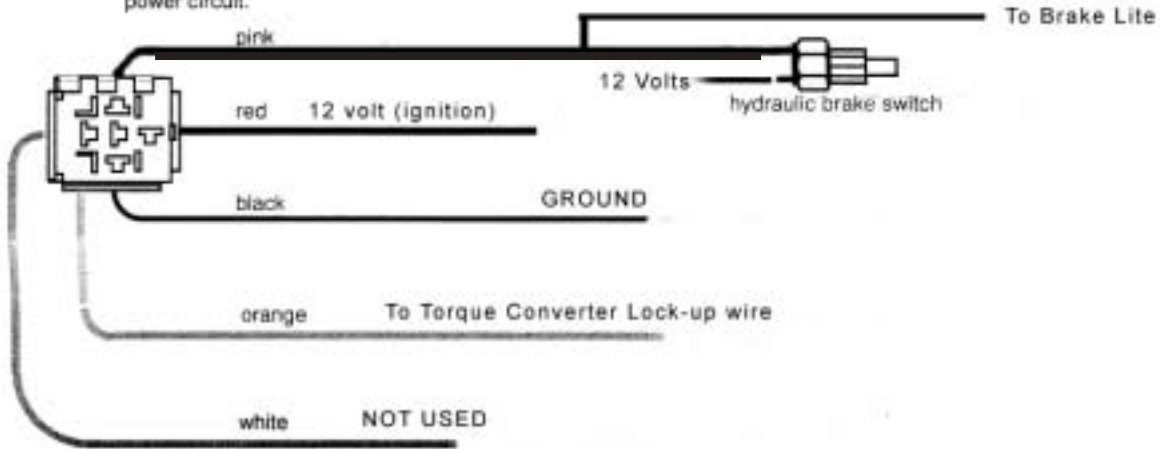 power circuit.
To Brake Lite
pink
12 Volts
hydraulic brake switch
red 12 volt (ignition)
black GROUND
orange To Torque Converter Lock-up wire
white NOT USED